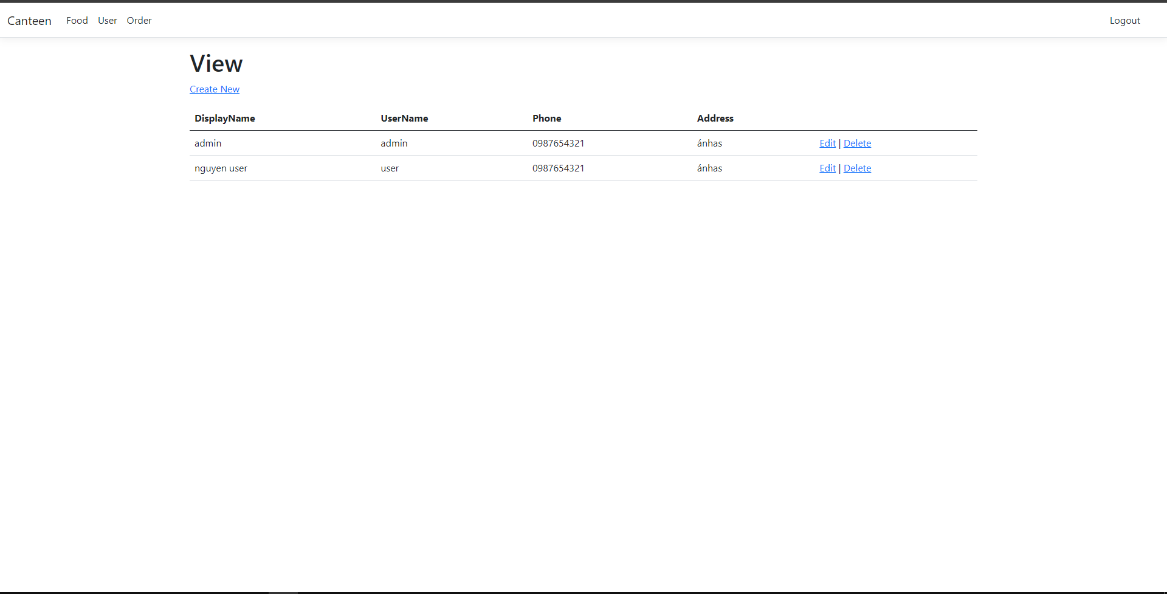 Canteen Food User Order Logout
View
Create New
DisplayName UserName Phone Address
admin admin 0987654321 ánhas Edit | Delete
nguyen user user 0987654321 ánhas Edit | Delete